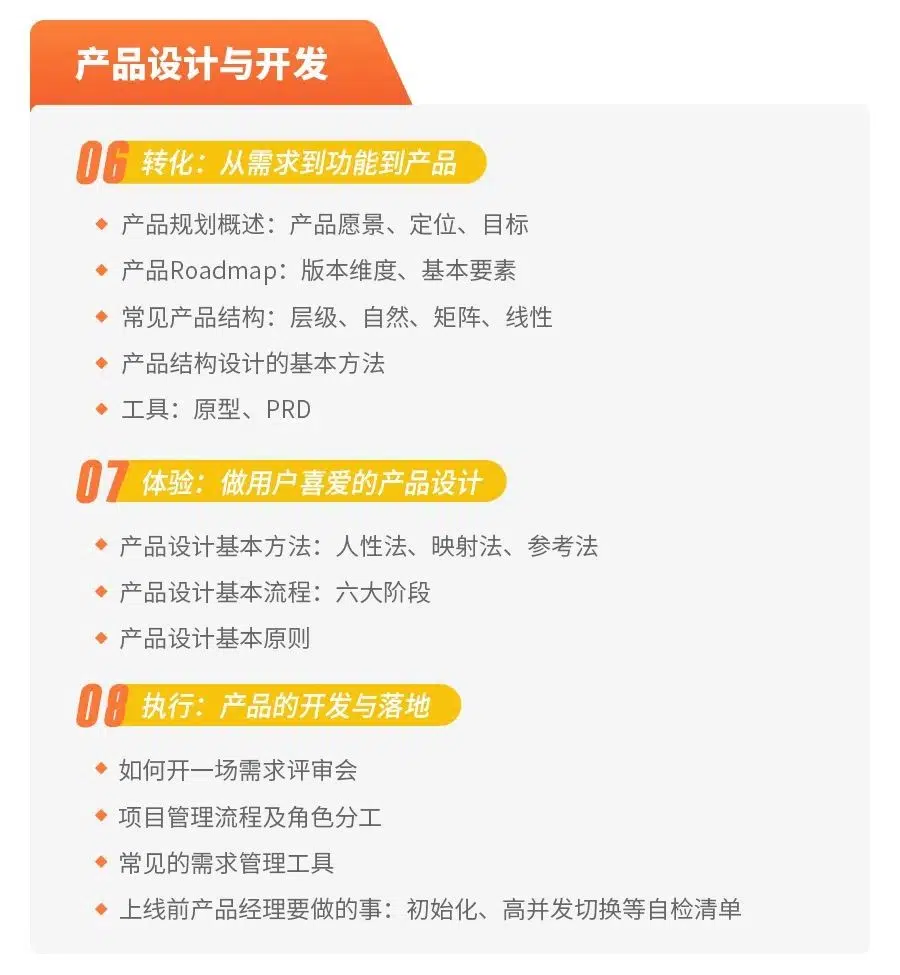 产品设计与开发
06 转化：从需求到功能到产品
产品规划概述：产品愿景、定位、目标
产品Roadmap：版本维度、基本要素
常见产品结构：层级、自然、矩阵、线性
产品结构设计的基本方法
工具：原型、PRD
07 体验：做用户喜爱的产品设计
产品设计基本方法：人性法、映射法、参考法
产品设计基本流程：六大阶段
产品设计基本原则
08 执行：产品的开发与落地
如何开一场需求评审会
项目管理流程及角色分工
常见的需求管理工具
上线前产品经理要做的事：初始化、高并发切换等自检清单